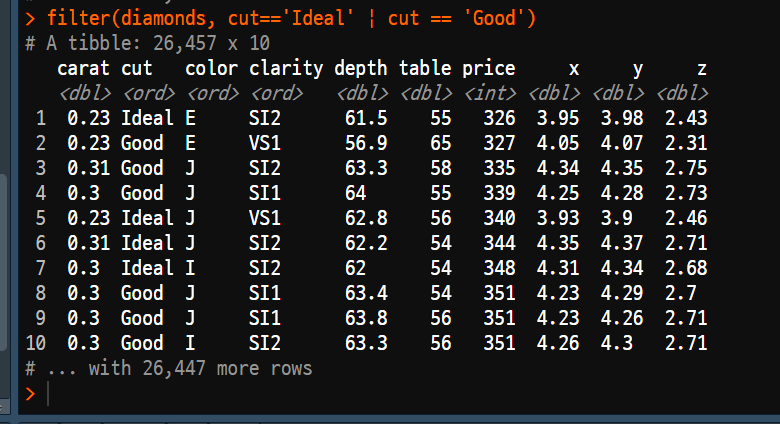 > filter(diamonds, cut=='Ideal' | cut == 'Good')
# A tibble: 26,457 x 10
carat cut color clarity depth table price x y z
<dbl> <ord> <ord> <ord> <dbl> <dbl> <int> <dbl> <dbl> <dbl>
1 0.23 Ideal E SI2 61.5 55 326 3.95 3.98 2.43
2 0.23 Good E VS1 56.9 65 327 4.05 4.07 2.31
3 0.31 Good J SI2 63.3 58 335 4.34 4.35 2.75
4 0.3 Good J SI1 64 55 339 4.25 4.28 2.73
5 0.23 Ideal J VS1 62.8 56 340 3.93 3.9 2.46
6 0.31 Ideal J SI2 62.2 54 344 4.35 4.37 2.71
7 0.3 Ideal I SI2 62 54 348 4.31 4.34 2.68
8 0.3 Good J SI1 63.4 54 351 4.23 4.29 2.7
9 0.3 Good J SI1 63.8 56 351 4.23 4.26 2.71
10 0.3 Good I SI2 63.3 56 351 4.26 4.3 2.71
# ... with 26,447 more rows
>